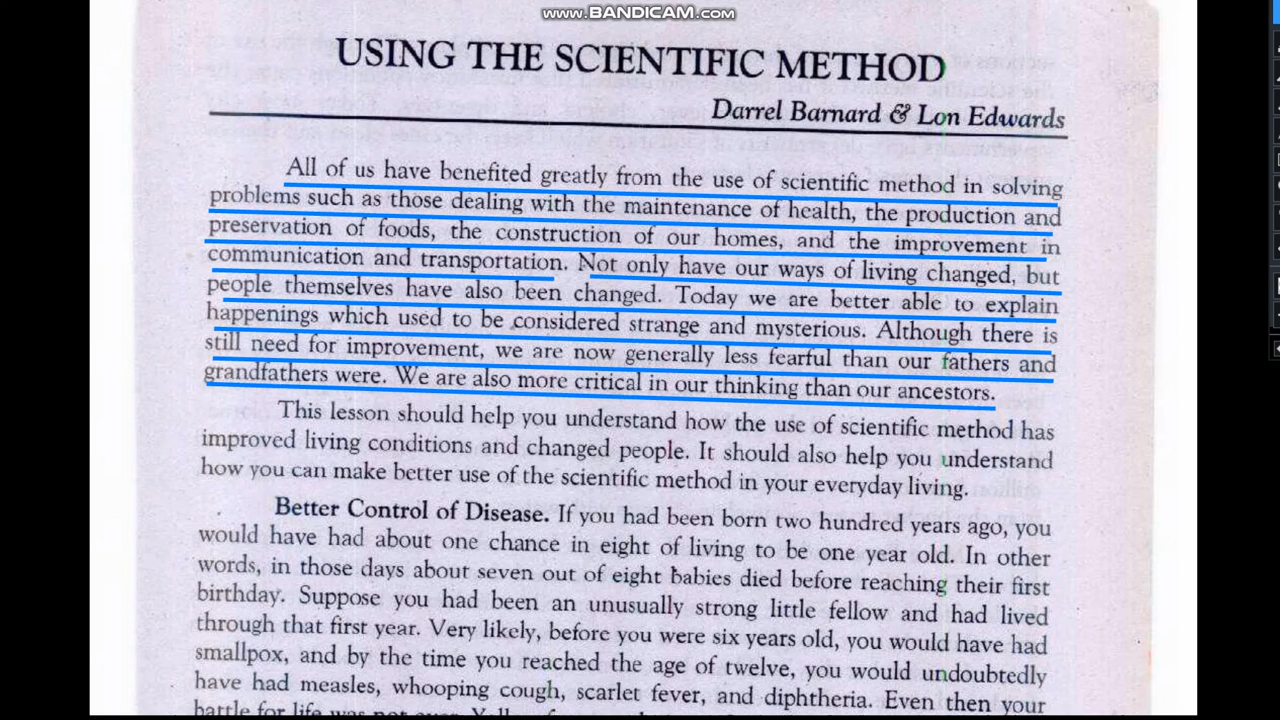 www.BANDICAM.com
USING THE SCIENTIFIC METHOD
Darrel Barnard & Lon Edwards
All of us have benefited greatly from the use of scientific method in solving
problems such as those dealing with the maintenance of health, the production and
preservation of foods, the construction of our homes, and the improvement in
communication and transportation. Not only have our ways of living changed, but
people themselves have also been changed. Today we are better able to explain
happenings which used to be considered strange and mysterious. Although there is
still need for improvement, we are now generally less fearful than our fathers and
grandfathers were. We are also more critical in our thinking than our ancestors.
This lesson should help you understand how the use of scientific method has
improved living conditions and changed people. It should also help you understand
how you can make better use of the scientific method in your everyday living.
Better Control of Disease. If you had been born two hundred years ago, you
would have had about one chance in eight of living to be one year old. In other
words, in those days about seven out of eight babies died before reaching their first
birthday. Suppose you had been an unusually strong little fellow and had lived
through that first year. Very likely, before you were six years old, you would have had
smallpox, and by the time you reached the age of twelve, you would undoubtedly
have had measles, whooping cough, scarlet fever, and diphtheria. Even then your
battle for life was not over.